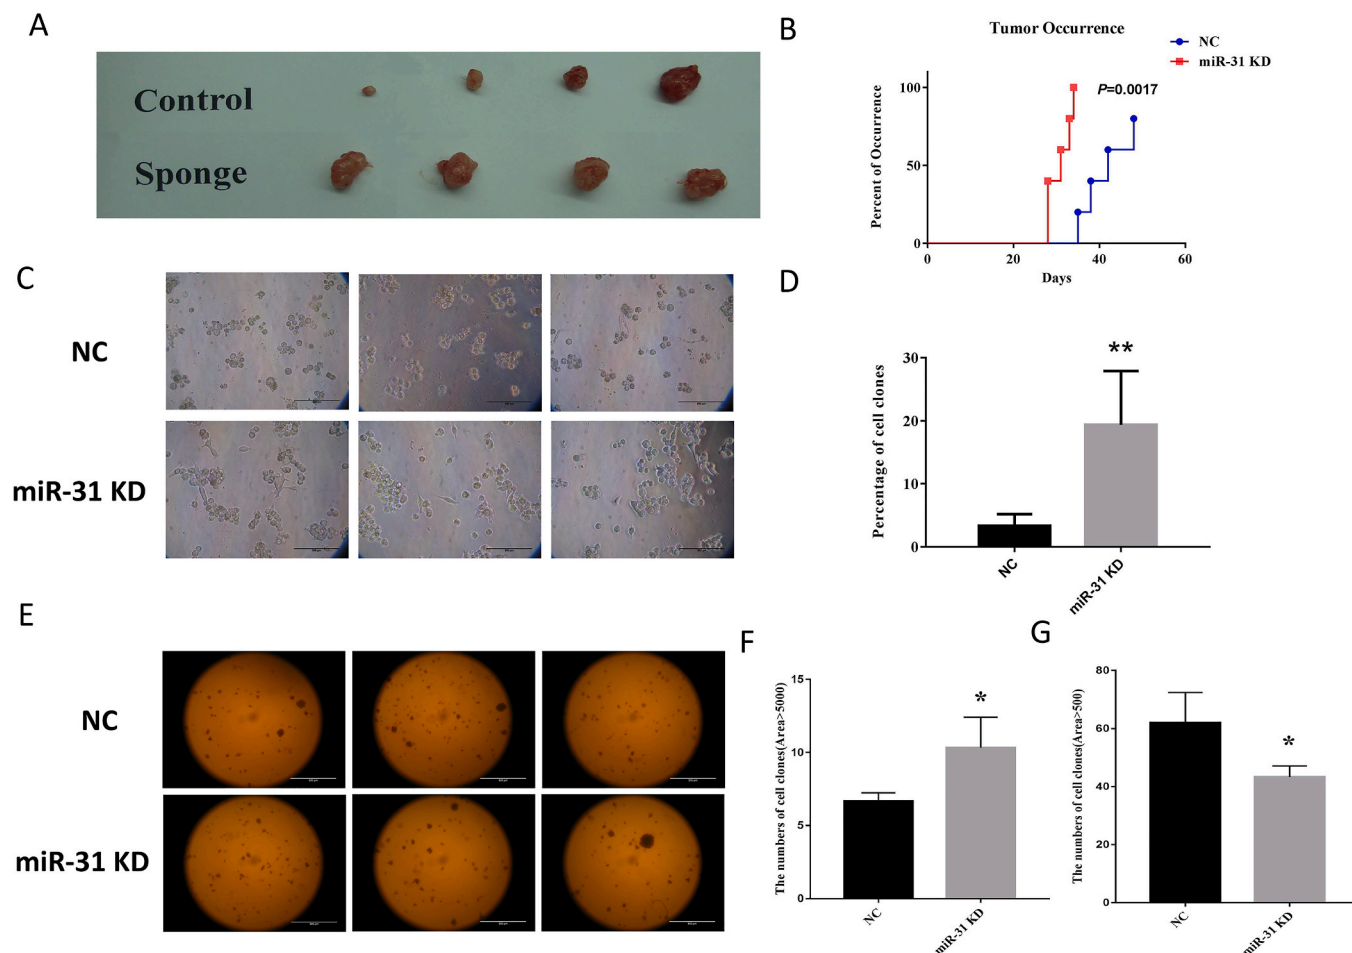 A
Control
Sponge
B
Tumor Occurrence
NC
miR-31 KD
P=0.0017
Percent of Occurrence
100
50
0
0 20 40 60
Days
C
NC
miR-31 KD
D
**
Percentage of cell clones
30
20
10
0
NC
miR-31 KD
E
NC
miR-31 KD
F
*
The numbers of cell clones(Area>5000)
15
10
5
0
NC
miR-31 KD
G
*
The numbers of cell clones(Area>500)
80
60
40
20
0
NC
miR-31 KD